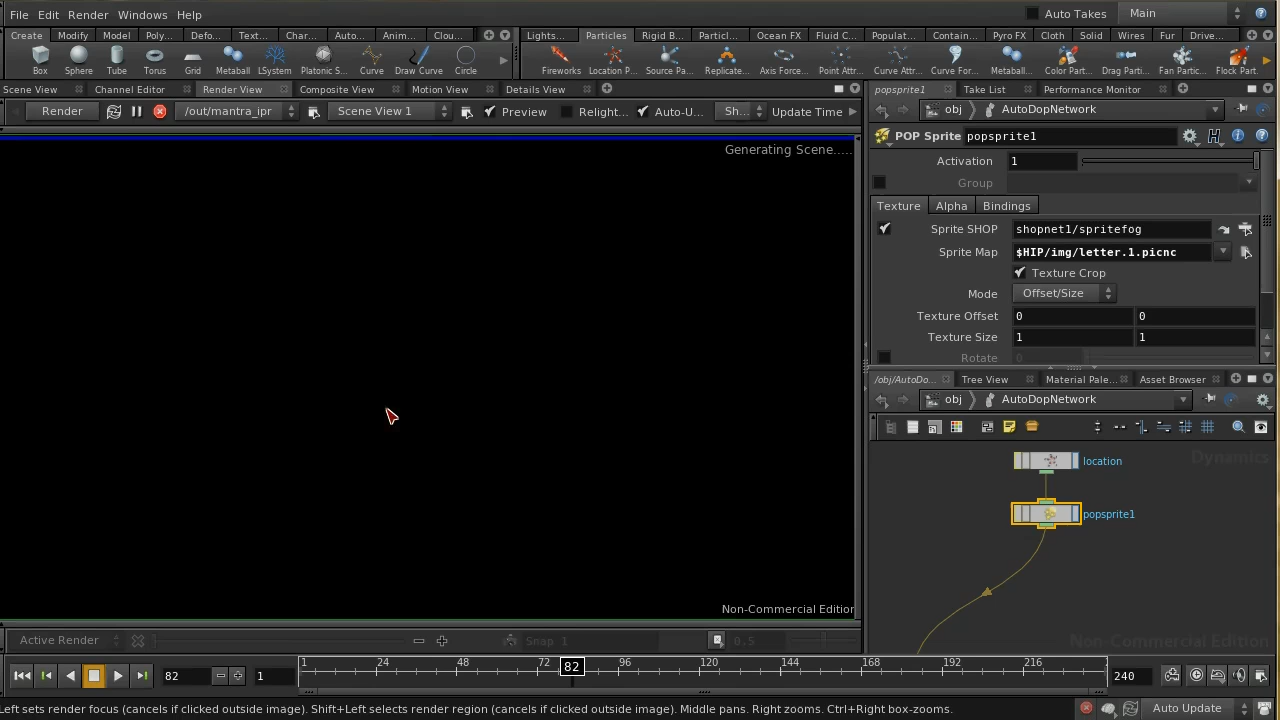 File Edit Render Windows Help Auto Takes Main
Create Modify Model Poly... Defo... Text... Char... Auto... Anim... Clou... Lights... Particles Rigid B... Particl... Ocean FX Fluid C... Populat... Contain... Pyro FX Cloth Solid Wires Fur Drive...
Box Sphere Tube Torus Grid Metaball LSystem Platonic S... Curve Draw Curve Circle Fireworks Location P... Source Pa... Replicate... Axis Force... Point Attr... Curve Attr... Curve For... Metaball... Color Part... Drag Parti... Fan Partic... Flock Part.
Scene View Channel Editor Render View Composite View Motion View Details View
Render /out/mantra_ipr Scene View 1 Preview Relight... Auto-U... Sh... Update Time
Generating Scene.....
Non-Commercial Edition
Active Render Snap 1 0.5
popsprite1 Take List Performance Monitor
obj AutoDopNetwork
POP Sprite popsprite1
Activation 1
Group
Texture Alpha Bindings
Sprite SHOP shopnet1/spritefog
Sprite Map $HIP/img/letter.1.picnc
Texture Crop
Mode Offset/Size
Texture Offset 0 0
Texture Size 1 1
Rotate 0
/obj/AutoDo... Tree View Material Pale... Asset Browser
obj AutoDopNetwork
Dynamics
location
popsprite1
Non-Commercial Edition
82 1 1 24 48 72 82 96 120 144 168 192 216 240
Left sets render focus (cancels if clicked outside image). Shift+Left selects render region (cancels if clicked outside image). Middle pans. Right zooms. Ctrl+Right box-zooms. Auto Update